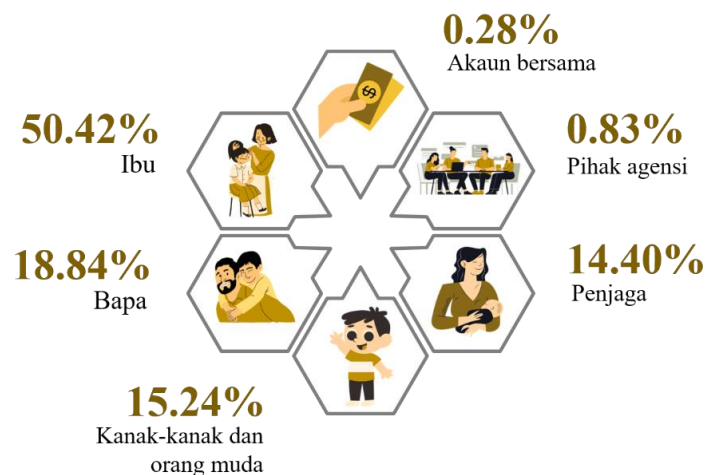 0.28%
Akaun bersama
50.42%
Ibu
0.83%
Pihak agensi
18.84%
Bapa
14.40%
Penjaga
15.24%
Kanak-kanak dan
orang muda